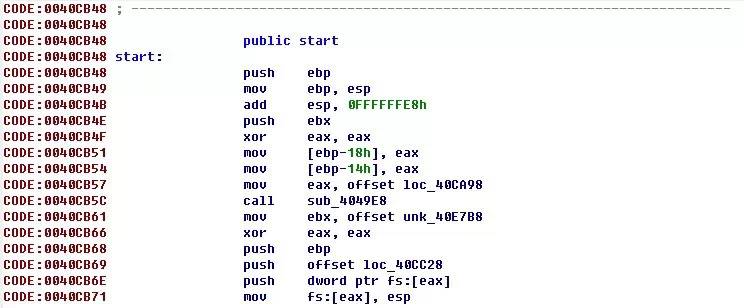 CODE:0040CB48 ; ---------------------------------------------------------------------------
CODE:0040CB48
CODE:0040CB48 public start
CODE:0040CB48 start:
CODE:0040CB48 push ebp
CODE:0040CB49 mov ebp, esp
CODE:0040CB4B add esp, 0FFFFFFE8h
CODE:0040CB4E push ebx
CODE:0040CB4F xor eax, eax
CODE:0040CB51 mov [ebp-18h], eax
CODE:0040CB54 mov [ebp-14h], eax
CODE:0040CB57 mov eax, offset loc_40CA98
CODE:0040CB5C call sub_4049E8
CODE:0040CB61 mov ebx, offset unk_40E7B8
CODE:0040CB66 xor eax, eax
CODE:0040CB68 push ebp
CODE:0040CB69 push offset loc_40CC28
CODE:0040CB6E push dword ptr fs:[eax]
CODE:0040CB71 mov fs:[eax], esp